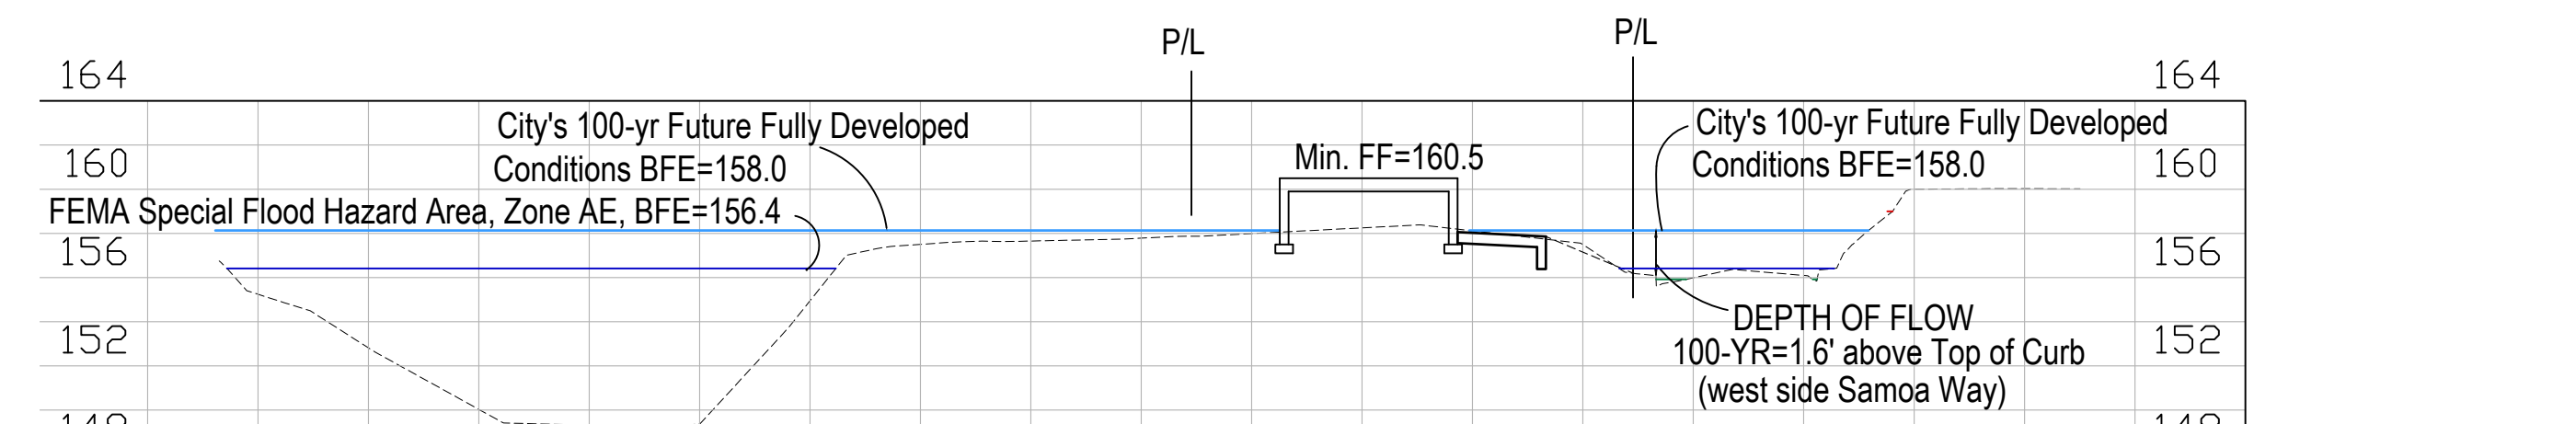 P/L
P/L
164
164
City's 100-yr Future Fully Developed
Conditions BFE=158.0
City's 100-yr Future Fully Developed
Conditions BFE=158.0
160
Min. FF=160.5
160
FEMA Special Flood Hazard Area, Zone AE, BFE=156.4
156
156
DEPTH OF FLOW
100-YR=1.6' above Top of Curb
(west side Samoa Way)
152
152
148
148